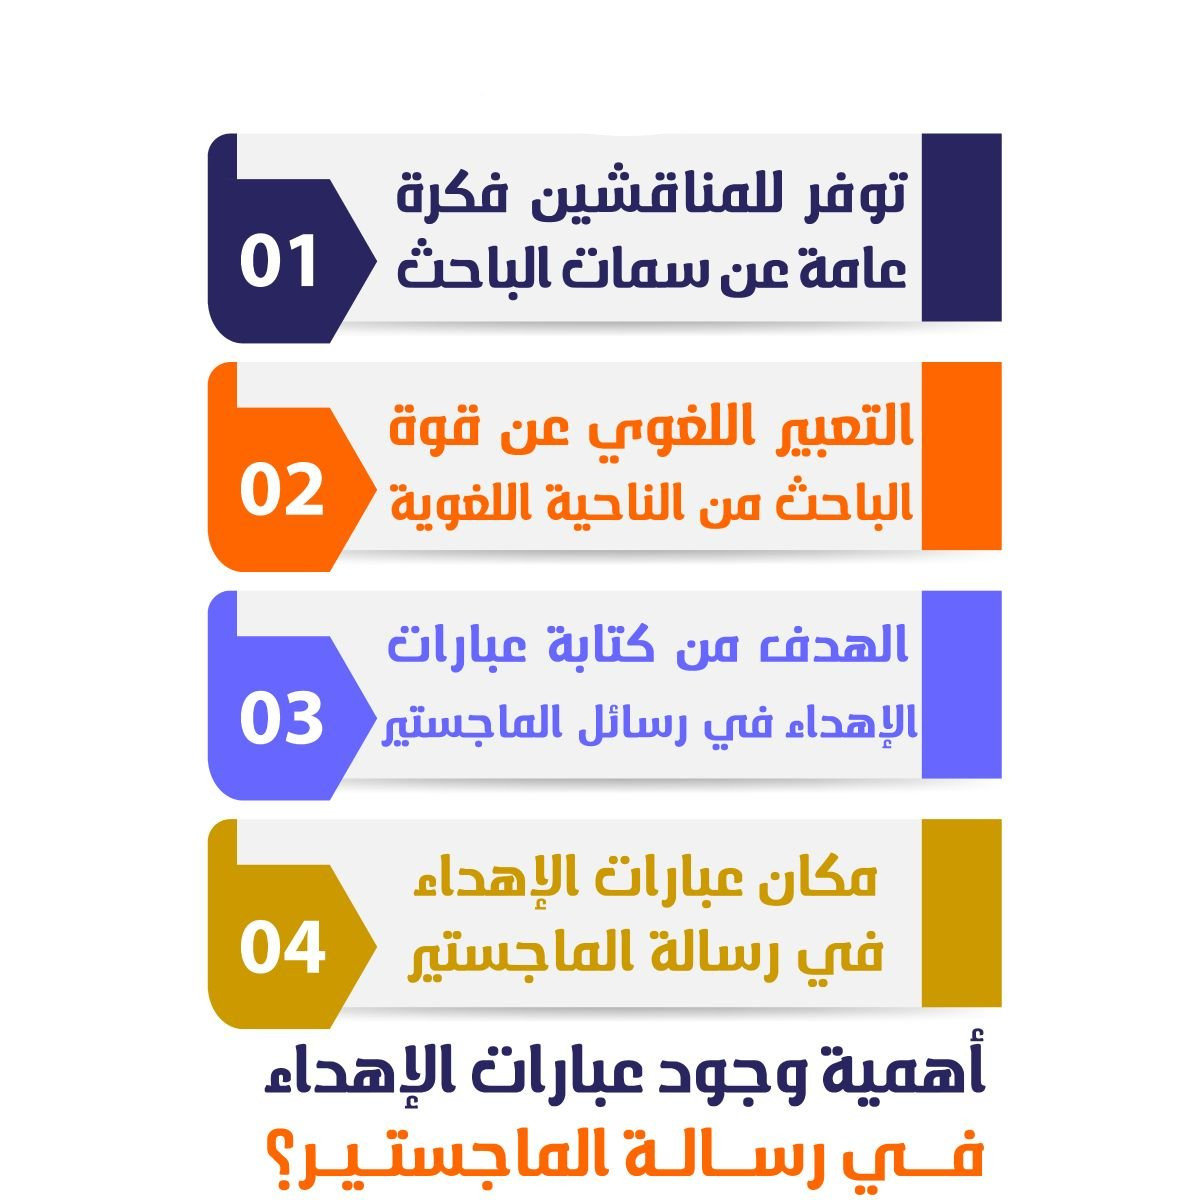 01
توفر للمناقشين فكرة
عامة عن سمات الباحث
02
التعبير اللغوي عن قوة
الباحث من الناحية اللغوية
03
الهدف من كتابة عبارات
الإهداء في رسائل الماجستير
04
مكان عبارات الإهداء
في رسالة الماجستير
أهمية وجود عبارات الإهداء
فـــي رســـالـــة الماجستـيـر؟